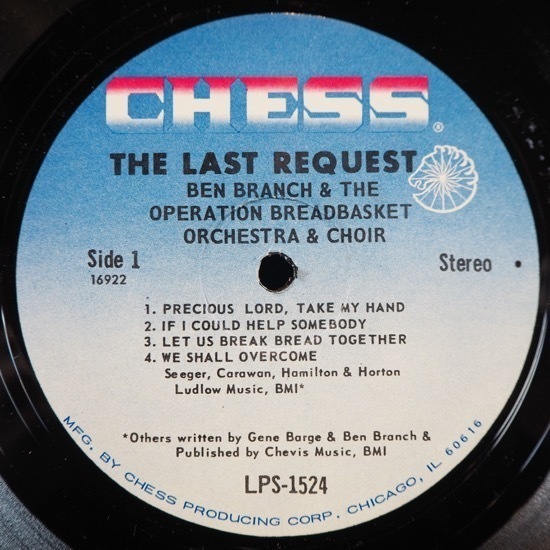 CHESS®
THE LAST REQUEST
BEN BRANCH & THE
OPERATION BREADBASKET
ORCHESTRA & CHOIR
Side 1
16922
Stereo
1. PRECIOUS LORD, TAKE MY HAND
2. IF I COULD HELP SOMEBODY
3. LET US BREAK BREAD TOGETHER
4. WE SHALL OVERCOME
Seeger, Carawan, Hamilton & Horton
Ludlow Music, BMI*
*Others written by Gene Barge & Ben Branch &
Published by Chevis Music, BMI
LPS-1524
MFG. BY CHESS PRODUCING CORP., CHICAGO, IL 60616